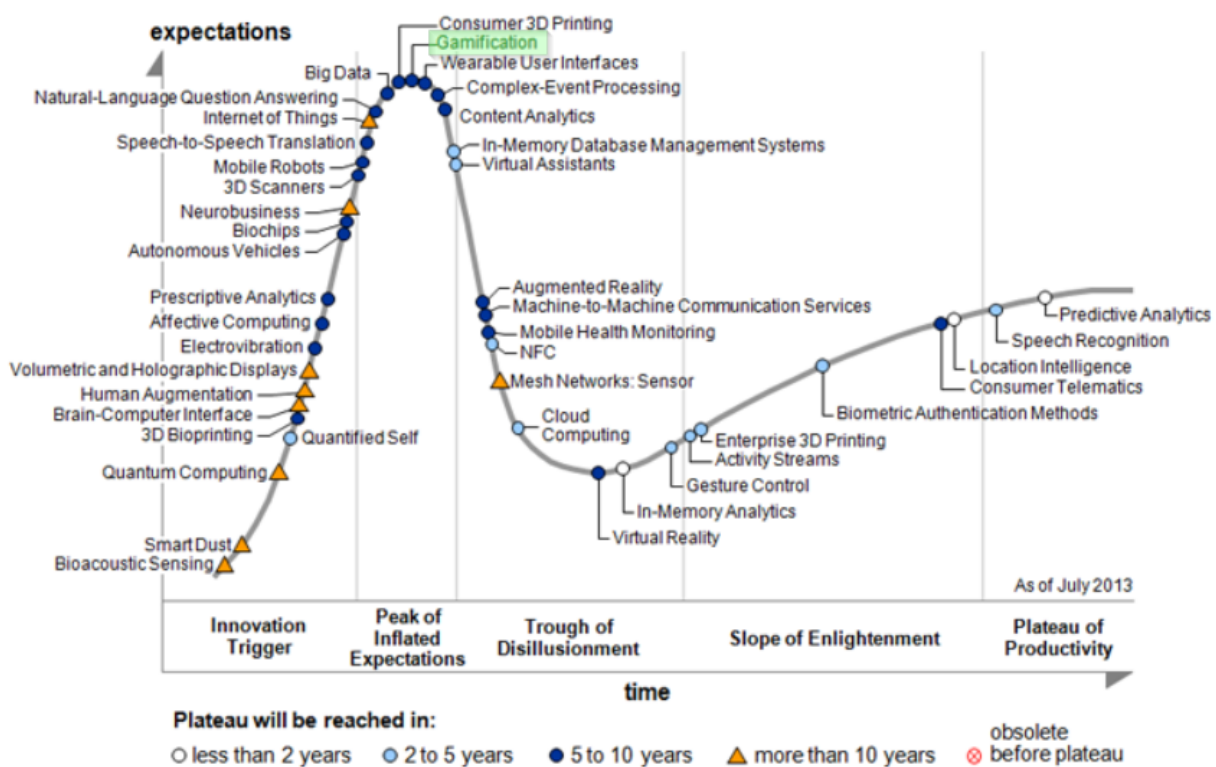 expectations
Consumer 3D Printing
Gamification
Wearable User Interfaces
Big Data
Complex-Event Processing
Natural-Language Question Answering
Internet of Things
Content Analytics
Speech-to-Speech Translation
In-Memory Database Management Systems
Mobile Robots
Virtual Assistants
3D Scanners
Neurobusiness
Biochips
Autonomous Vehicles
Augmented Reality
Prescriptive Analytics
Machine-to-Machine Communication Services
Predictive Analytics
Affective Computing
Mobile Health Monitoring
Speech Recognition
Electrovibration
NFC
Location Intelligence
Volumetric and Holographic Displays
Mesh Networks: Sensor
Consumer Telematics
Human Augmentation
Brain-Computer Interface
Cloud
Computing
Biometric Authentication Methods
3D Bioprinting
Quantified Self
Enterprise 3D Printing
Activity Streams
Quantum Computing
Gesture Control
In-Memory Analytics
Virtual Reality
Smart Dust
Bioacoustic Sensing
As of July 2013
Innovation
Trigger
Peak of
Inflated
Expectations
Trough of
Disillusionment
Slope of Enlightenment
Plateau of
Productivity
time
Plateau will be reached in:
less than 2 years
2 to 5 years
5 to 10 years
more than 10 years
obsolete
before plateau